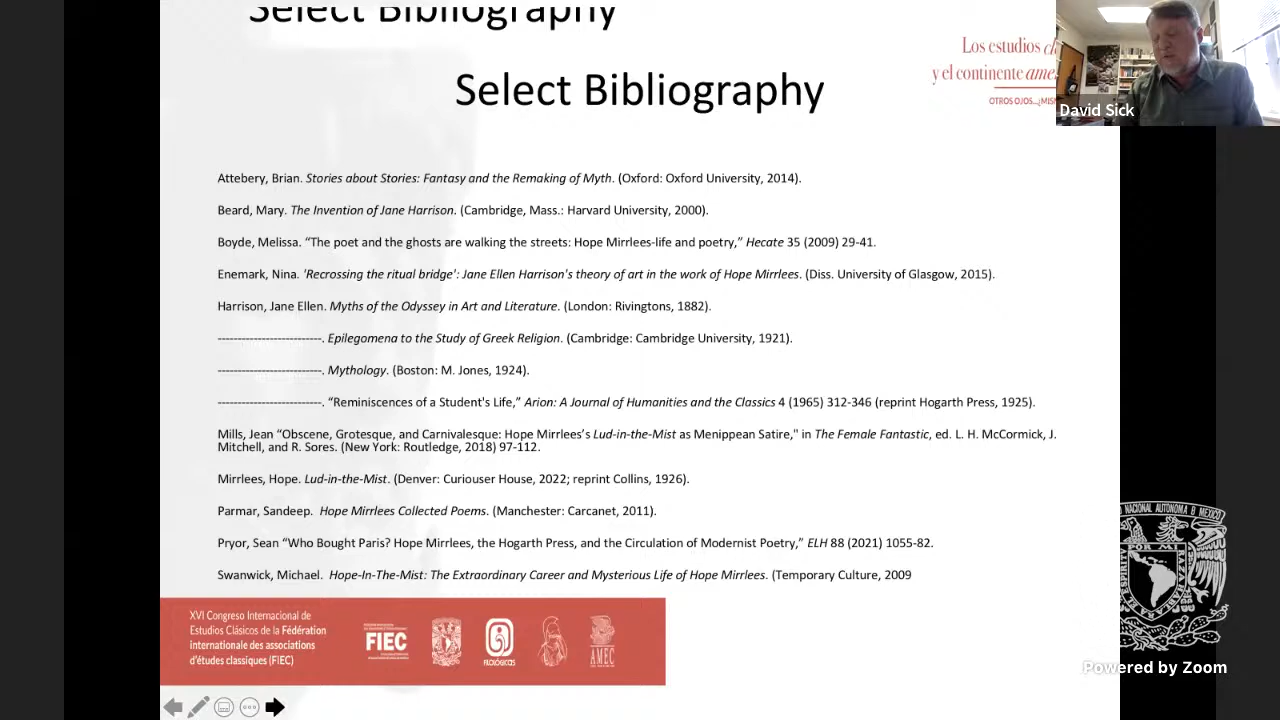 Select Bibliography
Select Bibliography
Los estudios
y el continente
OTROS OJOS...
David Sick
Attebery, Brian. Stories about Stories: Fantasy and the Remaking of Myth. (Oxford: Oxford University, 2014).
Beard, Mary. The Invention of Jane Harrison. (Cambridge, Mass.: Harvard University, 2000).
Boyde, Melissa. “The poet and the ghosts are walking the streets: Hope Mirrlees-life and poetry,” Hecate 35 (2009) 29-41.
Enemark, Nina. 'Recrossing the ritual bridge': Jane Ellen Harrison's theory of art in the work of Hope Mirrlees. (Diss. University of Glasgow, 2015).
Harrison, Jane Ellen. Myths of the Odyssey in Art and Literature. (London: Rivingtons, 1882).
--------------------------. Epilegomena to the Study of Greek Religion. (Cambridge: Cambridge University, 1921).
--------------------------. Mythology. (Boston: M. Jones, 1924).
--------------------------. “Reminiscences of a Student's Life,” Arion: A Journal of Humanities and the Classics 4 (1965) 312-346 (reprint Hogarth Press, 1925).
Mills, Jean “Obscene, Grotesque, and Carnivalesque: Hope Mirrlees’s Lud-in-the-Mist as Menippean Satire," in The Female Fantastic, ed. L. H. McCormick, J.
Mitchell, and R. Sores. (New York: Routledge, 2018) 97-112.
Mirrlees, Hope. Lud-in-the-Mist. (Denver: Curiouser House, 2022; reprint Collins, 1926).
Parmar, Sandeep. Hope Mirrlees Collected Poems. (Manchester: Carcanet, 2011).
Pryor, Sean “Who Bought Paris? Hope Mirrlees, the Hogarth Press, and the Circulation of Modernist Poetry,” ELH 88 (2021) 1055-82.
Swanwick, Michael. Hope-In-The-Mist: The Extraordinary Career and Mysterious Life of Hope Mirrlees. (Temporary Culture, 2009
XVI Congreso Internacional de
Estudios Clásicos de la Fédération
internationale des associations
d'études classiques (FIEC)
FIEC
FILOLÓGICAS
AMEC
NACIONAL AUTONOMA
MEXICO
POR MI
Powered by Zoom